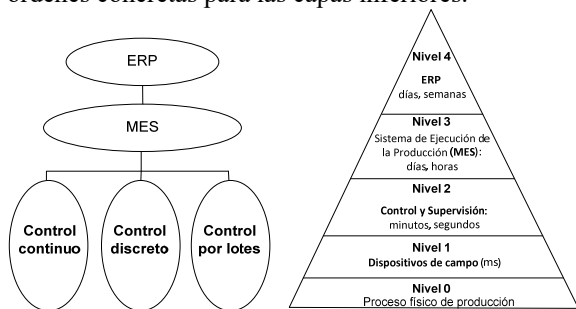 órdenes concretas para las capas inferiores.
ERP
MES
Control
continuo
Control
discreto
Control
por lotes
Nivel 4
ERP
días, semanas
Nivel 3
Sistema de Ejecución de
la Producción (MES):
días, horas
Nivel 2
Control y Supervisión:
minutos, segundos
Nivel 1
Dispositivos de campo (ms)
Nivel 0
Proceso físico de producción